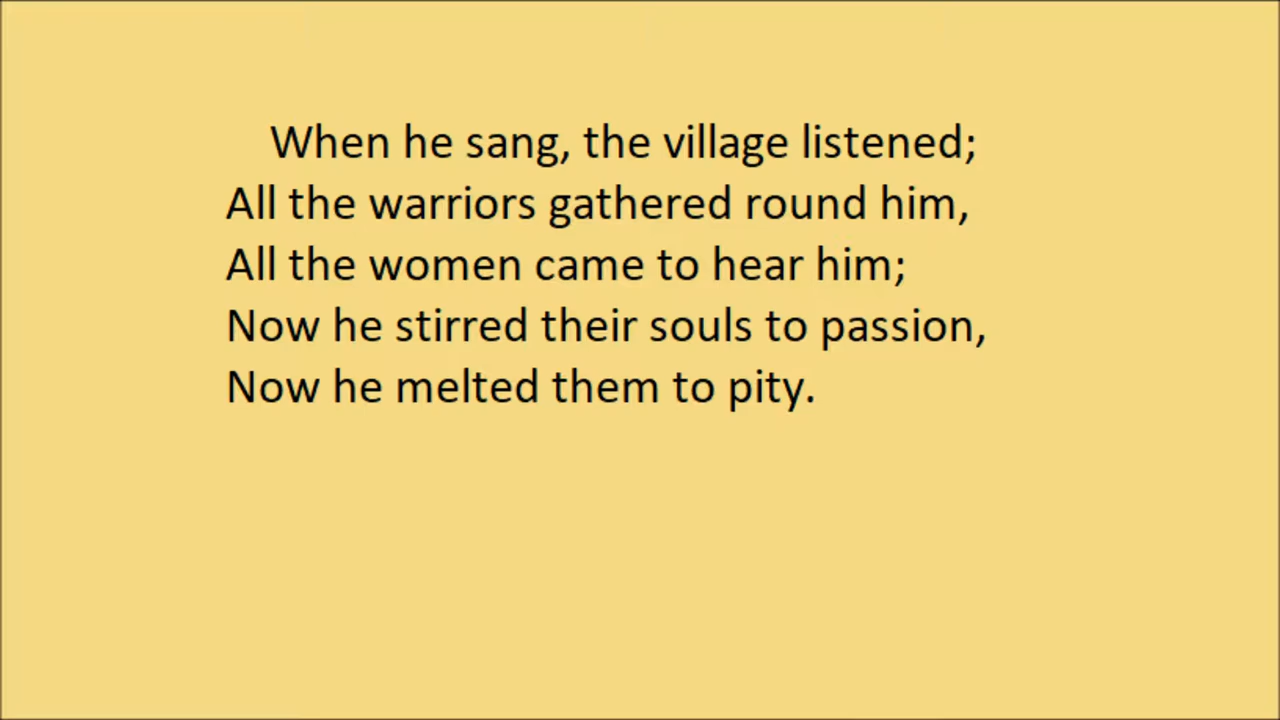 When he sang, the village listened;
All the warriors gathered round him,
All the women came to hear him;
Now he stirred their souls to passion,
Now he melted them to pity.